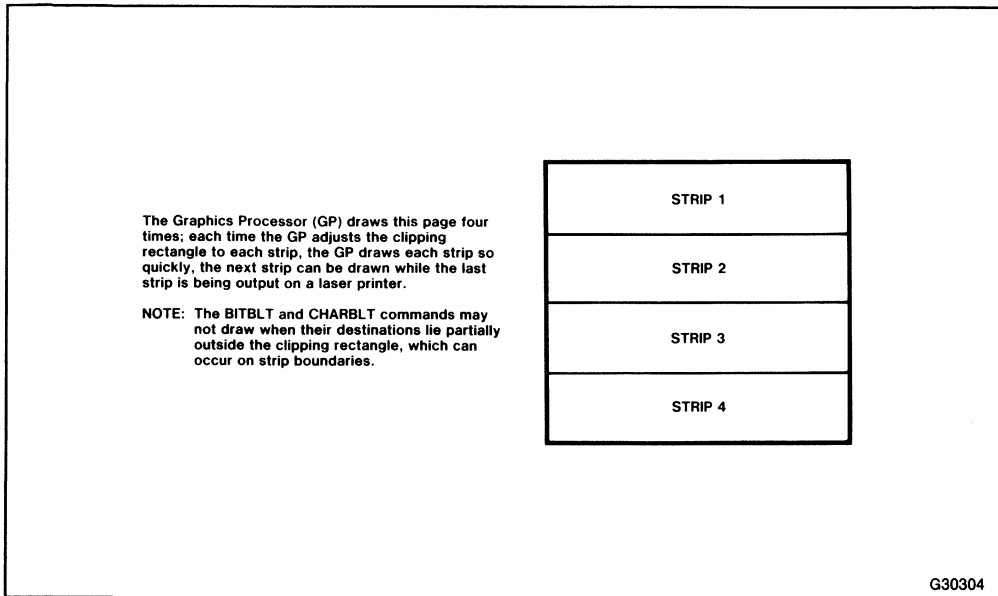 The Graphics Processor (GP) draws this page four
times; each time the GP adjusts the clipping
rectangle to each strip, the GP draws each strip so
quickly, the next strip can be drawn while the last
strip is being output on a laser printer.
NOTE: The BITBLT and CHARBLT commands may
not draw when their destinations lie partially
outside the clipping rectangle, which can
occur on strip boundaries.
STRIP 1
STRIP 2
STRIP 3
STRIP 4
G30304